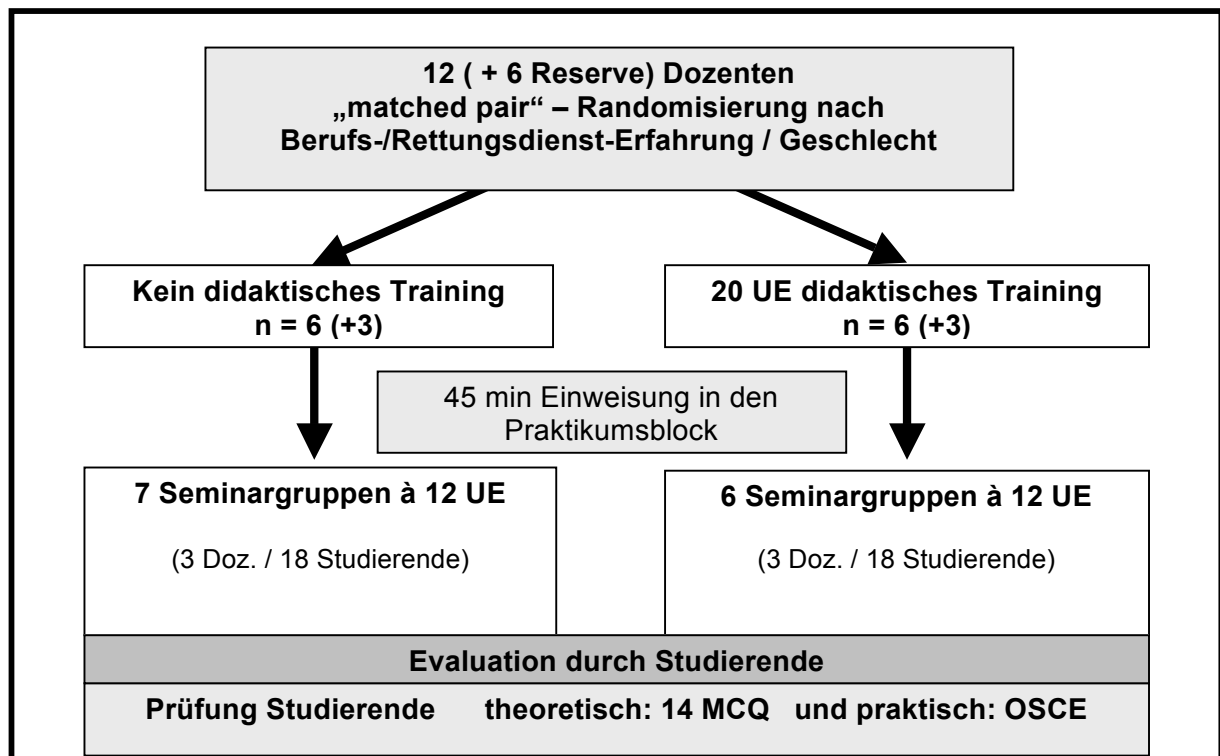 12 ( + 6 Reserve) Dozenten
„matched pair“ – Randomisierung nach
Berufs-/Rettungsdienst-Erfahrung / Geschlecht
Kein didaktisches Training
n = 6 (+3)
20 UE didaktisches Training
n = 6 (+3)
45 min Einweisung in den
Praktikumsblock
7 Seminargruppen à 12 UE
(3 Doz. / 18 Studierende)
6 Seminargruppen à 12 UE
(3 Doz. / 18 Studierende)
Evaluation durch Studierende
Prüfung Studierende theoretisch: 14 MCQ und praktisch: OSCE